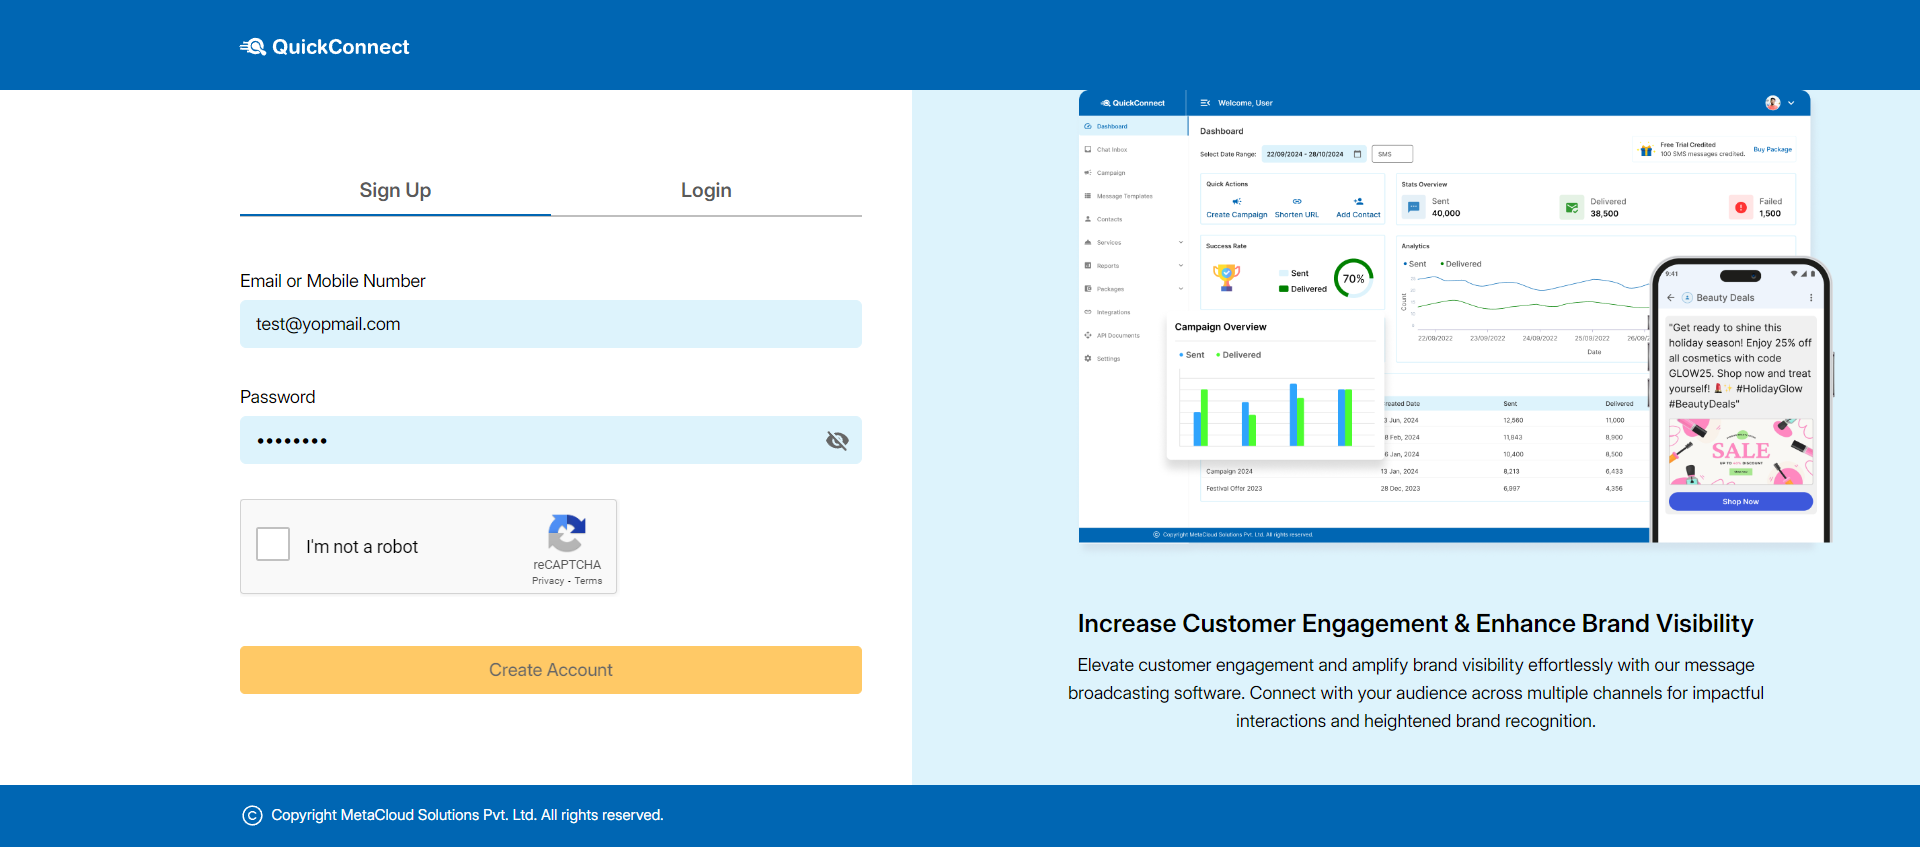 QuickConnect
Sign Up
Login
Email or Mobile Number
test@yopmail.com
Password
I'm not a robot
reCAPTCHA
Privacy - Terms
Create Account
QuickConnect
Welcome, User
Dashboard
Chat Inbox
Campaign
Message Templates
Contacts
Services
Reports
Packages
Integrations
API Documents
Settings
Dashboard
Select Date Range:
22/09/2024 - 28/10/2024
SMS
Free Trial Credited
100 SMS messages credited.
Buy Package
Quick Actions
Create Campaign
Shorten URL
Add Contact
Stats Overview
Sent
40,000
Delivered
38,500
Failed
1,500
Success Rate
Sent
Delivered
70%
Analytics
Sent
Delivered
Count
22/09/2022
23/09/2022
24/09/2022
25/09/2022
26/09/
Date
Campaign Overview
Sent
Delivered
reated Date
Sent
Delivered
3 Jun, 2024
12,560
11,000
8 Feb, 2024
11,843
8,900
6 Jan, 2024
10,400
8,500
Campaign 2024
13 Jan, 2024
8,213
6,433
Festival Offer 2023
28 Dec, 2023
6,997
4,356
Copyright MetaCloud Solutions Pvt. Ltd. All rights reserved.
9:41
Beauty Deals
"Get ready to shine this
holiday season! Enjoy 25% off
all cosmetics with code
GLOW25. Shop now and treat
yourself! 💄✨ #HolidayGlow
#BeautyDeals"
SALE
Shop Now
Increase Customer Engagement & Enhance Brand Visibility
Elevate customer engagement and amplify brand visibility effortlessly with our message
broadcasting software. Connect with your audience across multiple channels for impactful
interactions and heightened brand recognition.
© Copyright MetaCloud Solutions Pvt. Ltd. All rights reserved.